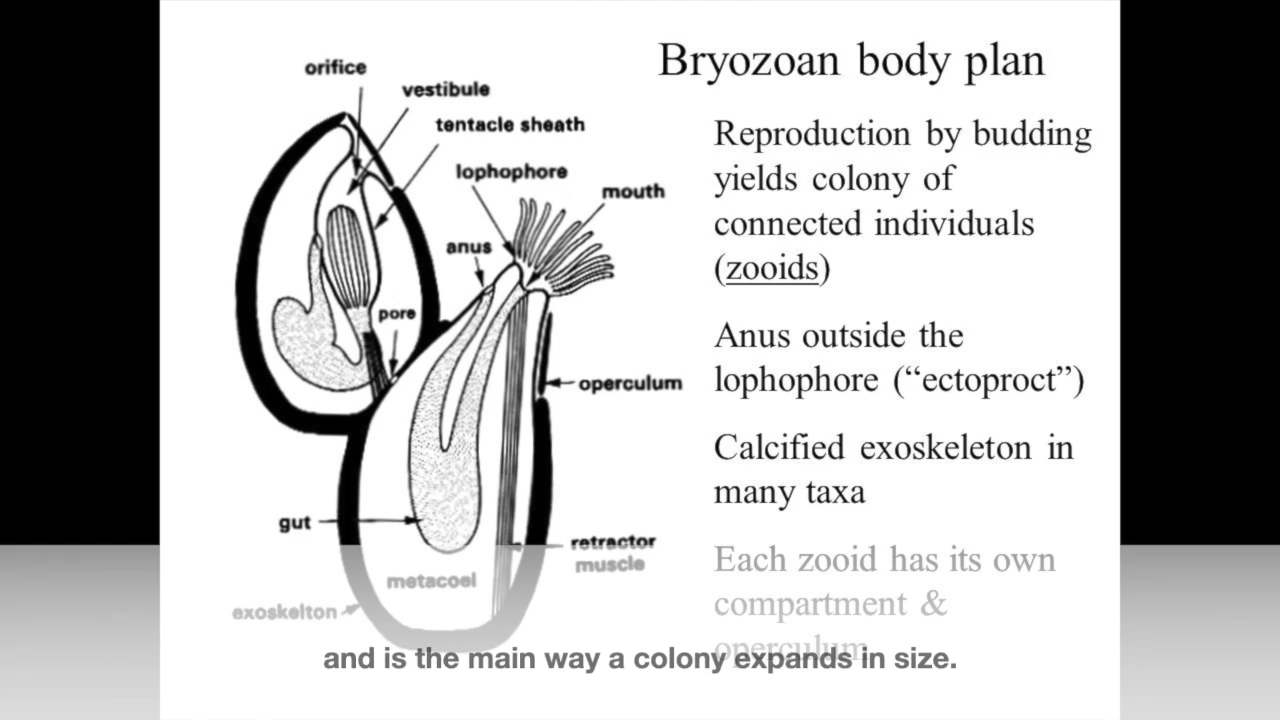 Bryozoan body plan
orifice
vestibule
tentacle sheath
lophophore
mouth
anus
pore
operculum
gut
retractor
muscle
metacoel
exoskelton
Reproduction by budding
yields colony of
connected individuals
(zooids)
Anus outside the
lophophore (“ectoproct”)
Calcified exoskeleton in
many taxa
Each zooid has its own
compartment &
operculum
and is the main way a colony expands in size.